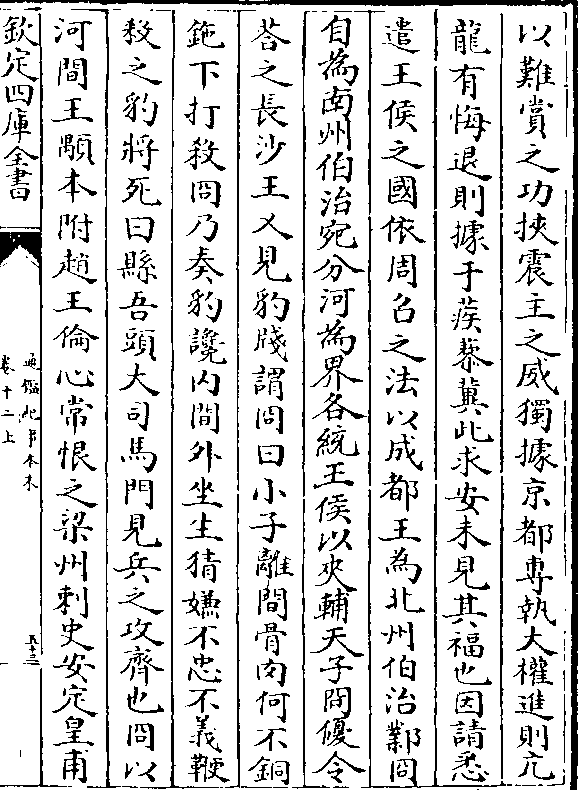 以難賞之功挾震主之威獨據京都專執大權進則亢
龍有悔退則據于蒺藜冀此求安未見其福也因請悉
遣王侯之國依周召之法以成都王為北州伯治鄴冏
自為南州伯治宛分河為界各統王侯以夾輔天子冏優令
荅之長沙王乂見豹牋謂冏曰小子離間骨肉何不銅
鉈下打殺冏乃奏豹讒内間外坐生猜嫌不忠不義鞭
殺之豹將死曰縣吾頭大司馬門見兵之攻齊也冏以
河間王顒本附趙王倫心常恨之梁州刺史安定皇甫
欽定四庫全書
通鑑紀事本末
卷十二上
五十三